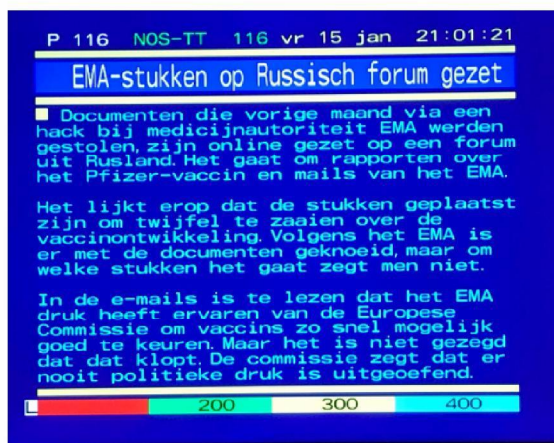 P 116 NOS-TT 116 vr 15 jan 21:01:21
EMA-stukken op Russisch forum gezet
Documenten die vorige maand via een
hack bij medicijnautoriteit EMA werden
gestolen, zijn online gezet op een forum
uit Rusland. Het gaat om rapporten over
het Pfizer-vaccin en mails van het EMA.
Het lijkt erop dat de stukken geplaatst
zijn om twijfel te zaaien over de
vaccinontwikkeling. Volgens het EMA is
er met de documenten geknoeid, maar om
welke stukken het gaat zegt men niet.
In de e-mails is te lezen dat het EMA
druk heeft ervaren van de Europese
Commissie om vaccins zo snel mogelijk
goed te keuren. Maar het is niet gezegd
dat dat klopt. De commissie zegt dat er
nooit politieke druk is uitgeoefend.
L 200 300 400